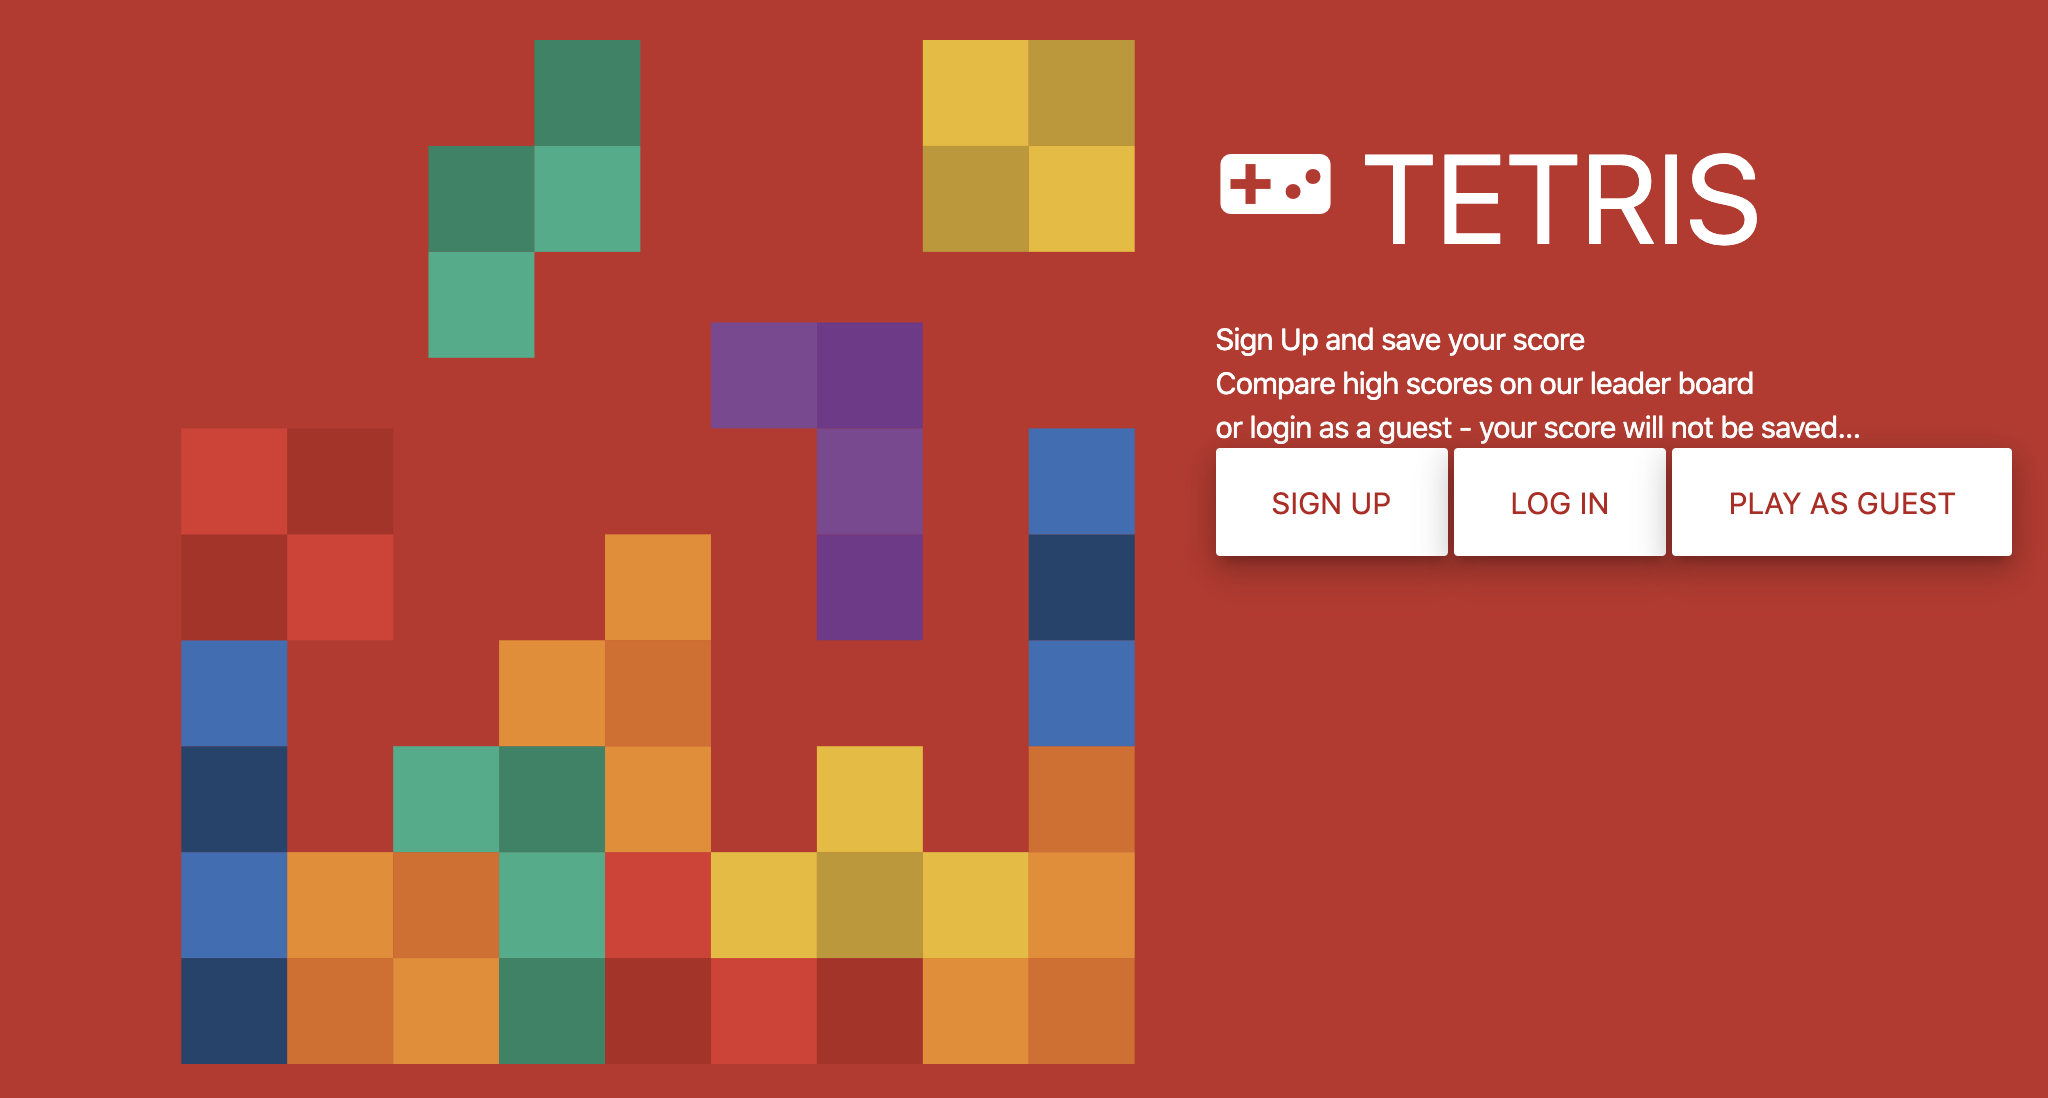 TETRIS
Sign Up and save your score
Compare high scores on our leader board
or login as a guest - your score will not be saved...
SIGN UP LOG IN PLAY AS GUEST